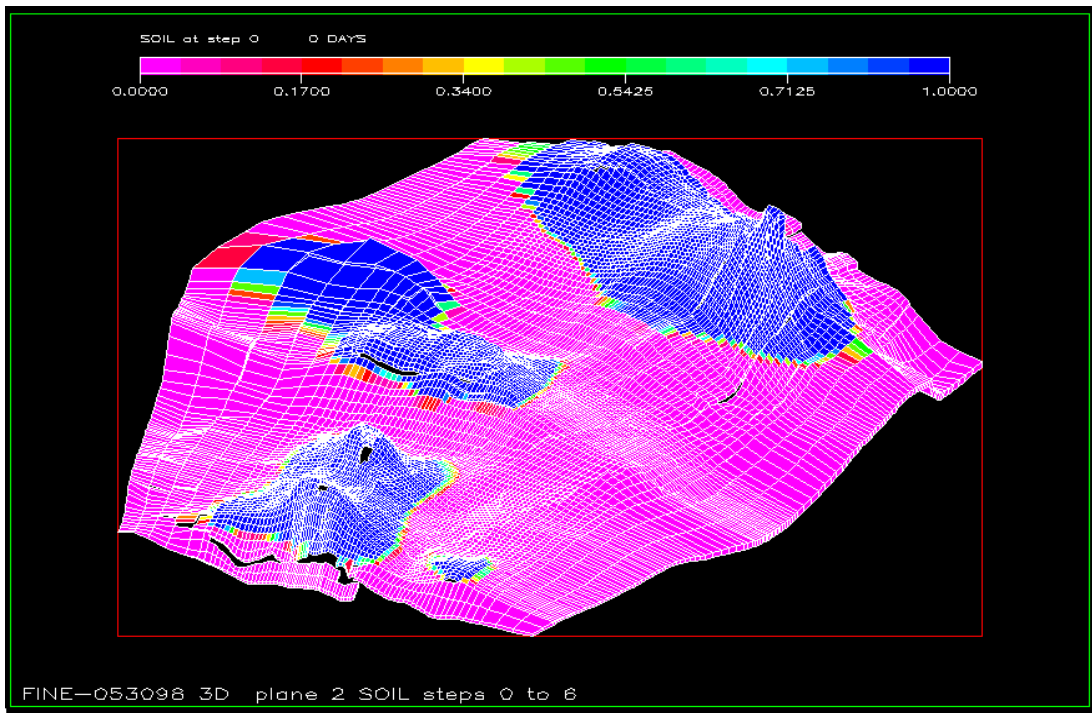 SOIL at step 0 0 DAYS
0.0000 0.1700 0.3400 0.5425 0.7125 1.0000
FINE-053098 3D plane 2 SOIL steps 0 to 6